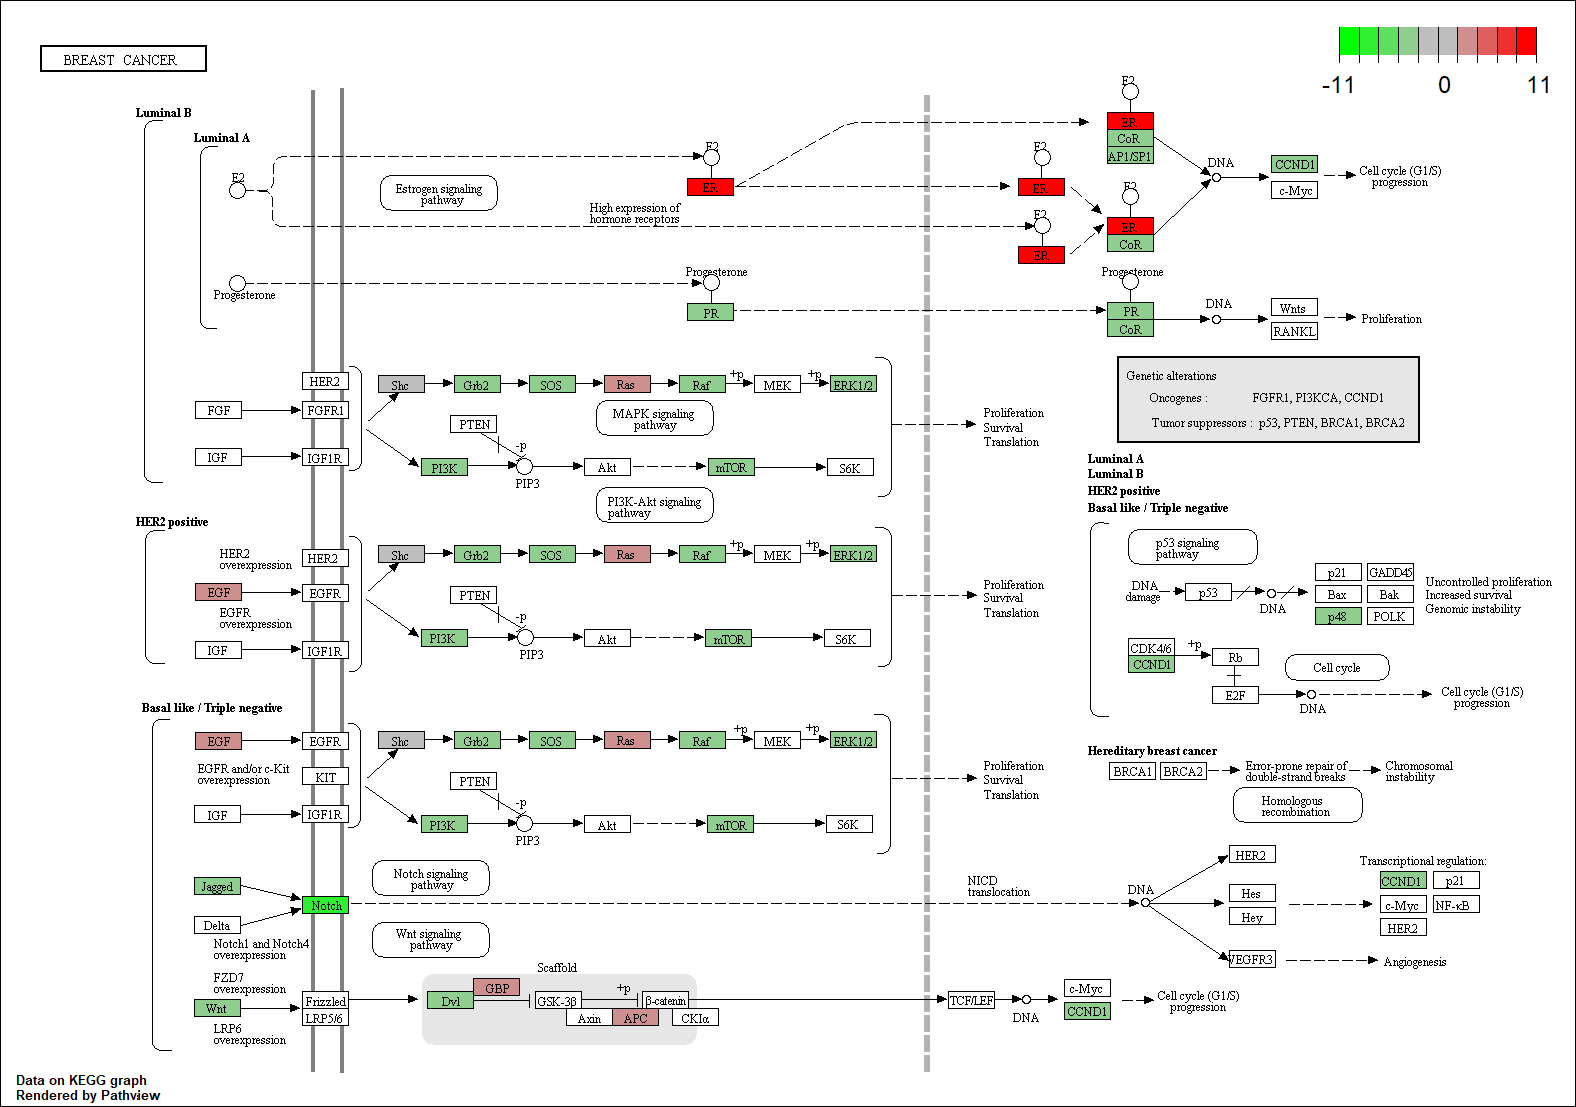 BREAST CANCER
-11 0 11
Luminal B
Luminal A
E2
E2
E2
E2
E2
E2
ER
ER
ER
ER
ER
CoR
AP1/SP1
CoR
DNA
CCND1
c-Myc
Cell cycle (G1/S)
progression
Estrogen signaling
pathway
High expression of
hormone receptors
Progesterone
Progesterone
Progesterone
PR
PR
CoR
DNA
Wnts
RANKL
Proliferation
HER2
FGF
FGFR1
IGF
IGF1R
Shc
Grb2
SOS
Ras
Raf
+p
MEK
+p
ERK1/2
MAPK signaling
pathway
PTEN
-p
PI3K
PIP3
Akt
mTOR
S6K
PI3K-Akt signaling
pathway
Proliferation
Survival
Translation
Genetic alterations
Oncogenes : FGFR1, PI3KCA, CCND1
Tumor suppressors : p53, PTEN, BRCA1, BRCA2
HER2 positive
HER2
overexpression
HER2
EGF
EGFR
EGFR
overexpression
IGF
IGF1R
Shc
Grb2
SOS
Ras
Raf
+p
MEK
+p
ERK1/2
PTEN
-p
PI3K
PIP3
Akt
mTOR
S6K
Proliferation
Survival
Translation
Luminal A
Luminal B
HER2 positive
Basal like / Triple negative
p53 signaling
pathway
DNA
damage
p53
DNA
p21
GADD45
Bax
Bak
p48
POLK
Uncontrolled proliferation
Increased survival
Genomic instability
CDK4/6
CCND1
+p
Rb
E2F
Cell cycle
DNA
Cell cycle (G1/S)
progression
Basal like / Triple negative
EGF
EGFR
EGFR and/or c-Kit
overexpression
KIT
IGF
IGF1R
Shc
Grb2
SOS
Ras
Raf
+p
MEK
+p
ERK1/2
PTEN
-p
PI3K
PIP3
Akt
mTOR
S6K
Proliferation
Survival
Translation
Hereditary breast cancer
BRCA1
BRCA2
Error-prone repair of
double-strand breaks
Chromosomal
instability
Homologous
recombination
Jagged
Delta
Notch
Notch1 and Notch4
overexpression
Notch signaling
pathway
Wnt signaling
pathway
NICD
translocation
DNA
HER2
Hes
Hey
VEGFR3
Transcriptional regulation:
CCND1
p21
c-Myc
NF-κB
HER2
Angiogenesis
FZD7
overexpression
Wnt
LRP6
overexpression
Frizzled
LRP5/6
Scaffold
Dvl
GBP
GSK-3β
+p
β-catenin
Axin
APC
CKIα
TCF/LEF
DNA
c-Myc
CCND1
Cell cycle (G1/S)
progression
Data on KEGG graph
Rendered by Pathview